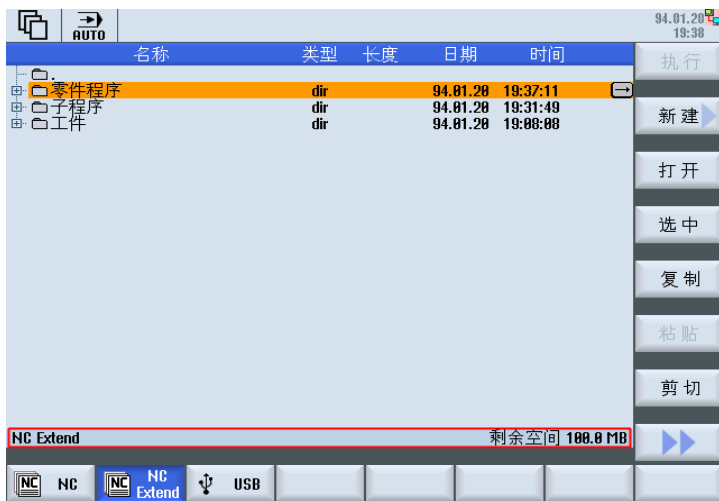 AUTO
94.01.20
19:38
名称 类型 长度 日期 时间
.
零件程序 dir 94.01.20 19:37:11
子程序 dir 94.01.20 19:31:49
工件 dir 94.01.20 19:08:08
执行
新建
打开
选中
复制
粘贴
剪切
NC Extend 剩余空间 100.0 MB
NC NC
NC NC Extend
USB